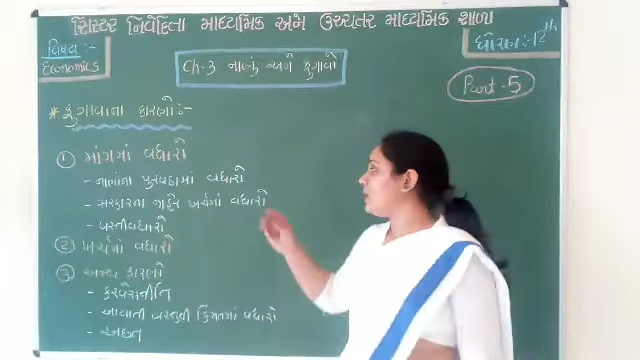 સિસ્ટર નિવેદિતા માધ્યમિક અને ઉચ્ચતર માધ્યમિક શાળા
વિષય :-
Economics
ધોરણ :- 12th
Ch-3 નાણું અને ફુગાવો
Part-5
* ફુગાવાના કારણો :-
① માંગમાં વધારો
- નાણાંના પુરવઠામાં વધારો
- સરકારના જાહેર ખર્ચમાં વધારો
- વસ્તીવધારો
② ખર્ચમાં વધારો
③ અન્ય કારણો
- કરવેરાનીતિ
- આયાતી વસ્તુની કિંમતમાં વધારો
- અછત